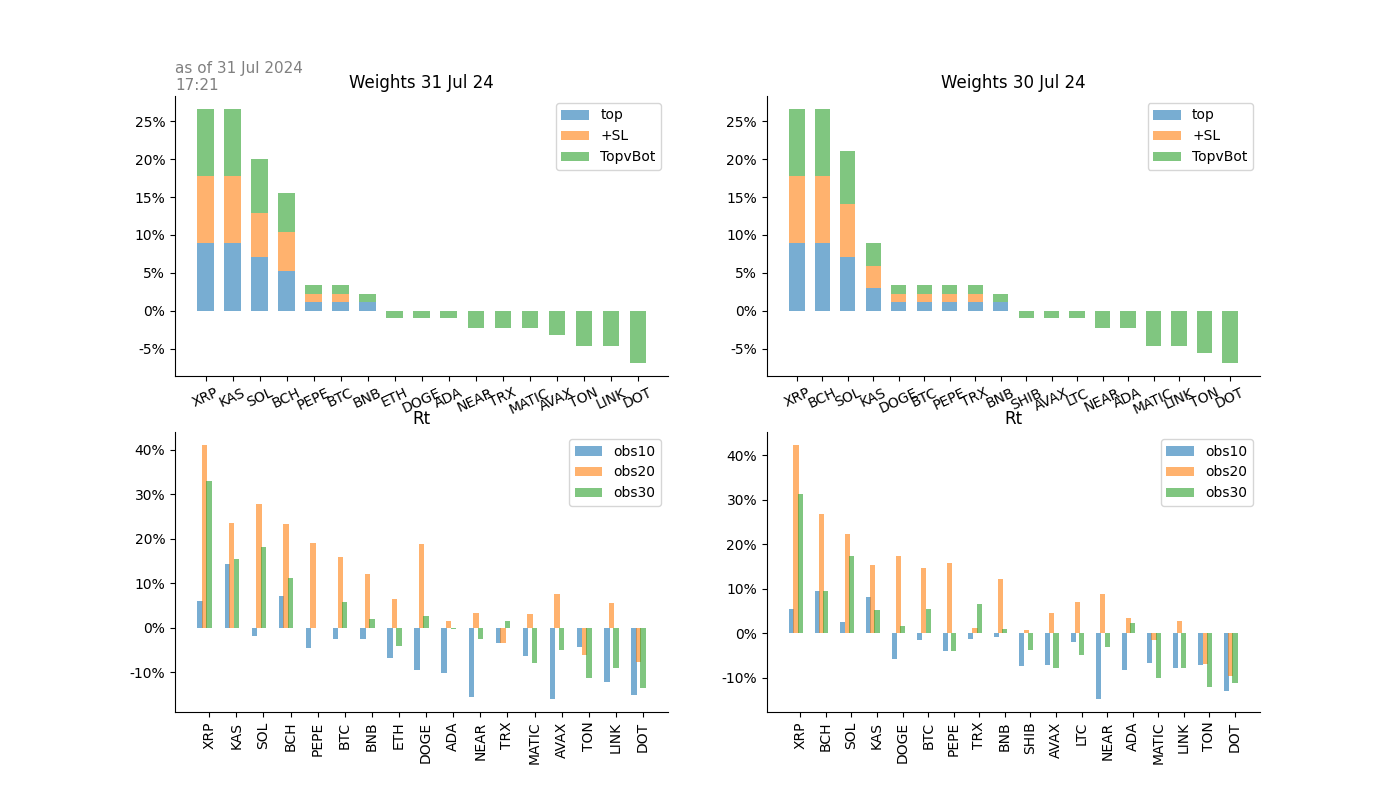 as of 31 Jul 2024
17:21
Weights 31 Jul 24
25%
20%
15%
10%
5%
0%
-5%
top
+SL
TopvBot
XRP KAS SOL BCH PEPE BTC BNB ETH DOGE ADA NEAR TRX MATIC AVAX TON LINK DOT
Weights 30 Jul 24
25%
20%
15%
10%
5%
0%
-5%
top
+SL
TopvBot
XRP BCH SOL KAS DOGE BTC PEPE TRX BNB SHIB AVAX LTC NEAR ADA MATIC LINK TON DOT
Rt
40%
30%
20%
10%
0%
-10%
obs10
obs20
obs30
XRP KAS SOL BCH PEPE BTC BNB ETH DOGE ADA NEAR TRX MATIC AVAX TON LINK DOT
Rt
40%
30%
20%
10%
0%
-10%
obs10
obs20
obs30
XRP BCH SOL KAS DOGE BTC PEPE TRX BNB SHIB AVAX LTC NEAR ADA MATIC LINK TON DOT